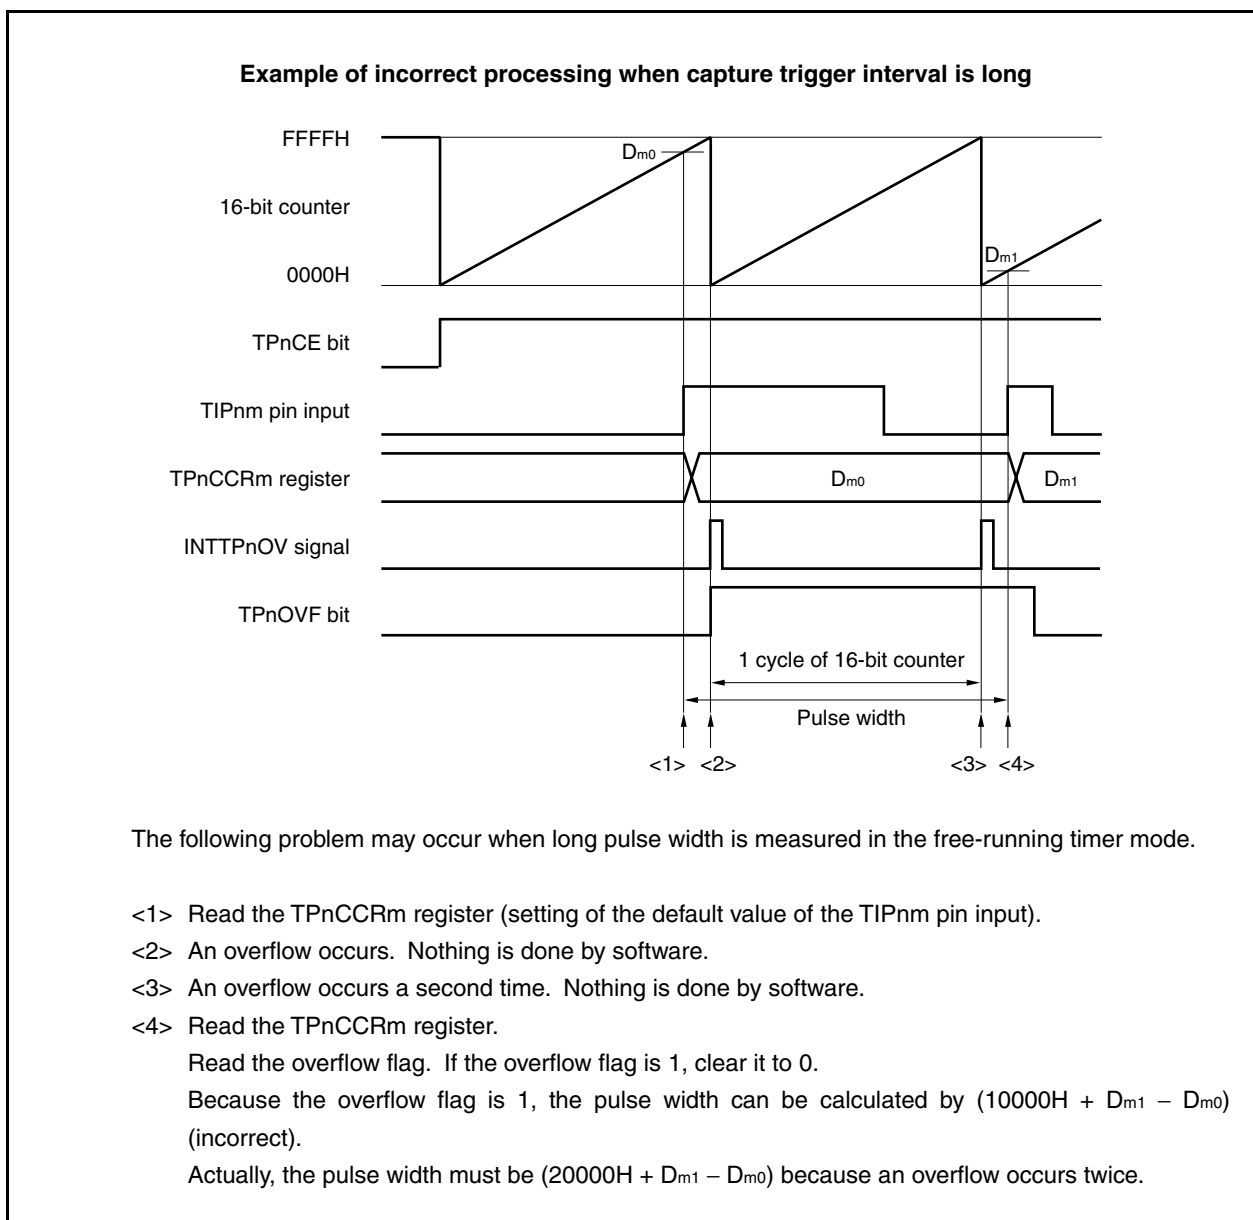 Example of incorrect processing when capture trigger interval is long
FFFFH
Dm0
16-bit counter
Dm1
0000H
TPnCE bit
TIPnm pin input
TPnCCRm register
Dm0
Dm1
INTTPnOV signal
TPnOVF bit
1 cycle of 16-bit counter
Pulse width
<1> <2> <3> <4>
The following problem may occur when long pulse width is measured in the free-running timer mode.
<1> Read the TPnCCRm register (setting of the default value of the TIPnm pin input).
<2> An overflow occurs. Nothing is done by software.
<3> An overflow occurs a second time. Nothing is done by software.
<4> Read the TPnCCRm register.
Read the overflow flag. If the overflow flag is 1, clear it to 0.
Because the overflow flag is 1, the pulse width can be calculated by (10000H + Dm1 – Dm0)
(incorrect).
Actually, the pulse width must be (20000H + Dm1 – Dm0) because an overflow occurs twice.